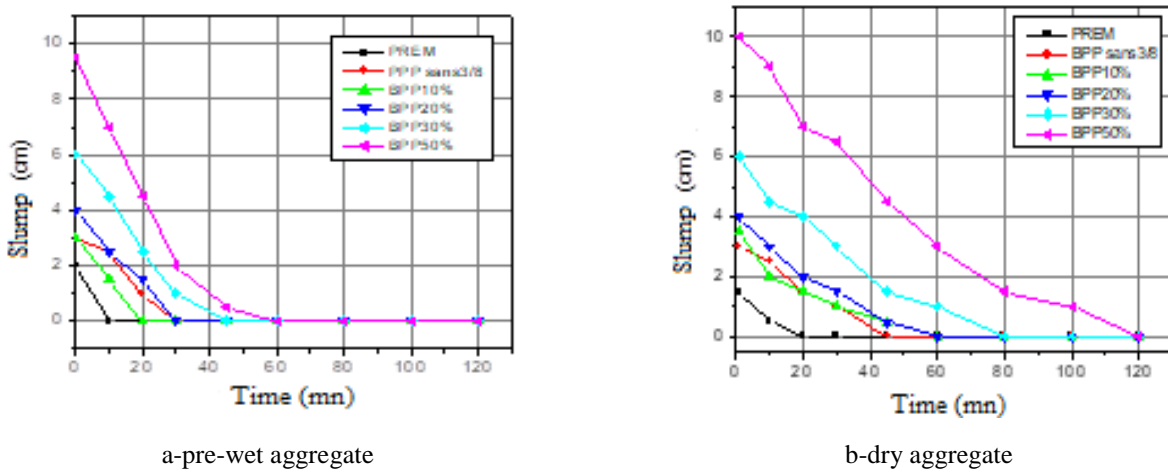 10
8
6
4
2
0
Slump (cm)
PREM
PPP sans3/8
BPP10%
BPP20%
BPP30%
BPP50%
0 20 40 60 80 100 120
Time (mn)
a-pre-wet aggregate
10
8
6
4
2
0
Slump (cm)
PREM
BPP sans3/8
BPP10%
BPP20%
BPP30%
BPP50%
0 20 40 60 80 100 120
Time (mn)
b-dry aggregate